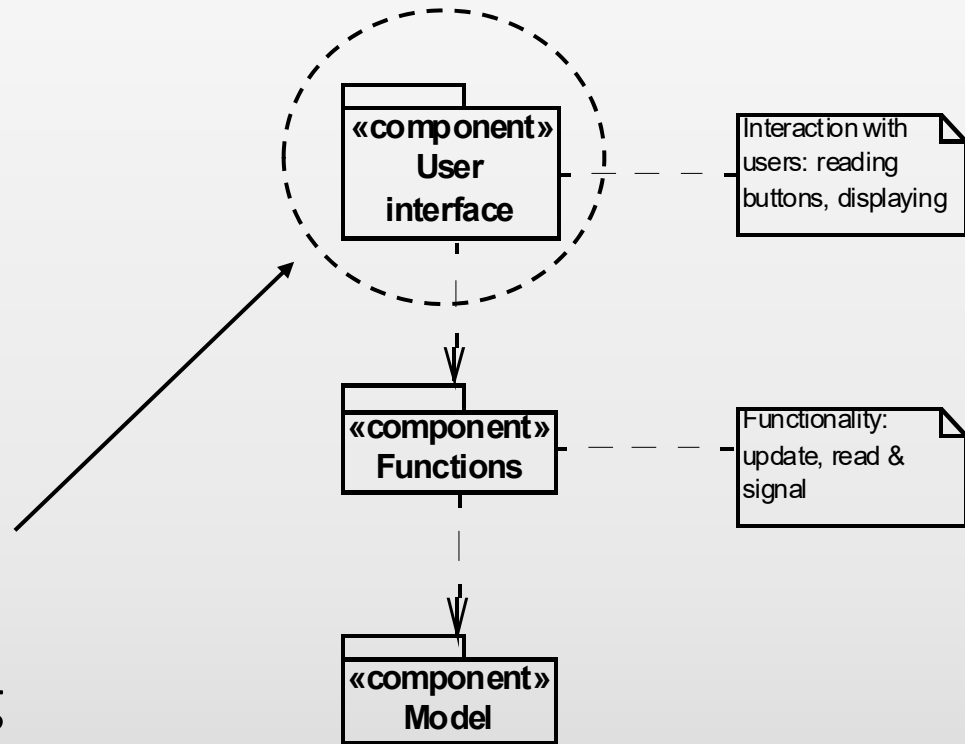 «component»
User
interface
Interaction with
users: reading
buttons, displaying
«component»
Functions
Functionality:
update, read &
signal
«component»
Model